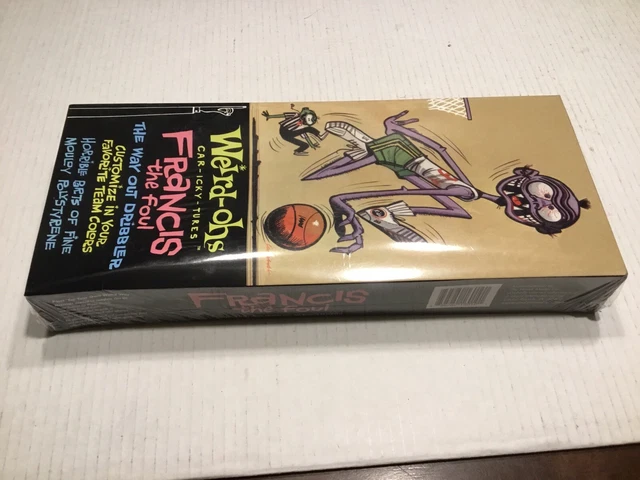 Weird-ohs
CAR-ICKY-TURES™
FRANCIS
the Foul
THE WAY OUT DRIBBLER
CUSTOMIZE IN YOUR
FAVORITE TEAM COLORS
HORRIBLE BITS OF FINE
MOLDY POLYSTYRENE
FRANCIS
the Foul